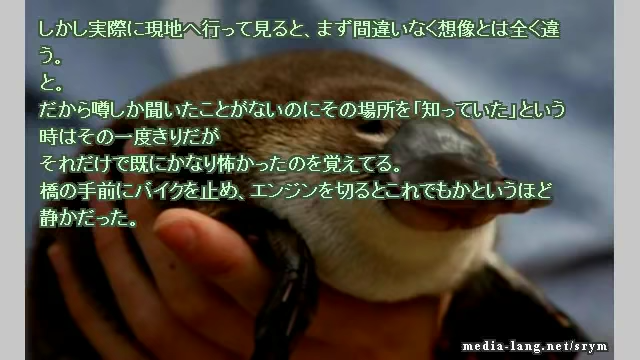 しかし実際に現地へ行って見ると、まず間違いなく想像とは全く違
う。
と。
だから噂しか聞いたことがないのにその場所を「知っていた」という
時はその一度きりだが
それだけで既にかなり怖かったのを覚えてる。
橋の手前にバイクを止め、エンジンを切るとこれでもかというほど
静かだった。
media-lang.net/srym